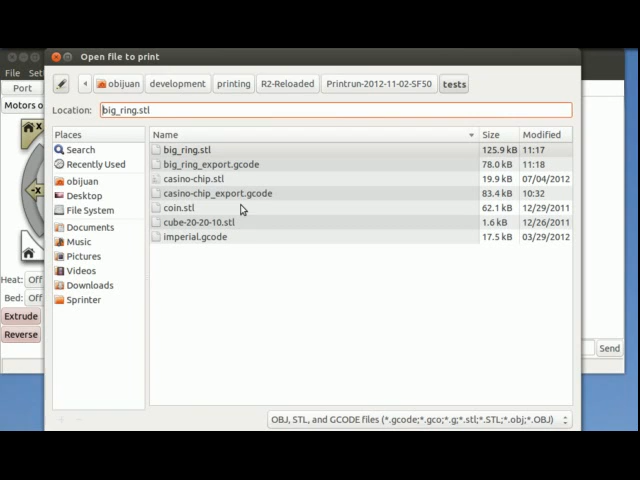 Open file to print
File Set
Port
Motors o
X
-X
Heat: Off
Bed: Off
Extrude
Reverse
obijuan development printing R2-Reloaded Printrun-2012-11-02-SF50 tests
Location: big_ring.stl
Places
Search
Recently Used
obijuan
Desktop
File System
Documents
Music
Pictures
Videos
Downloads
Sprinter
Name Size Modified
big_ring.stl 125.9 kB 11:17
big_ring_export.gcode 78.0 kB 11:18
casino-chip.stl 19.9 kB 07/04/2012
casino-chip_export.gcode 83.4 kB 10:32
coin.stl 62.1 kB 12/29/2011
cube-20-20-10.stl 1.6 kB 12/26/2011
imperial.gcode 17.5 kB 03/29/2012
Send
OBJ, STL, and GCODE files (*.gcode;*.gco;*.g;*.stl;*.STL;*.obj;*.OBJ)